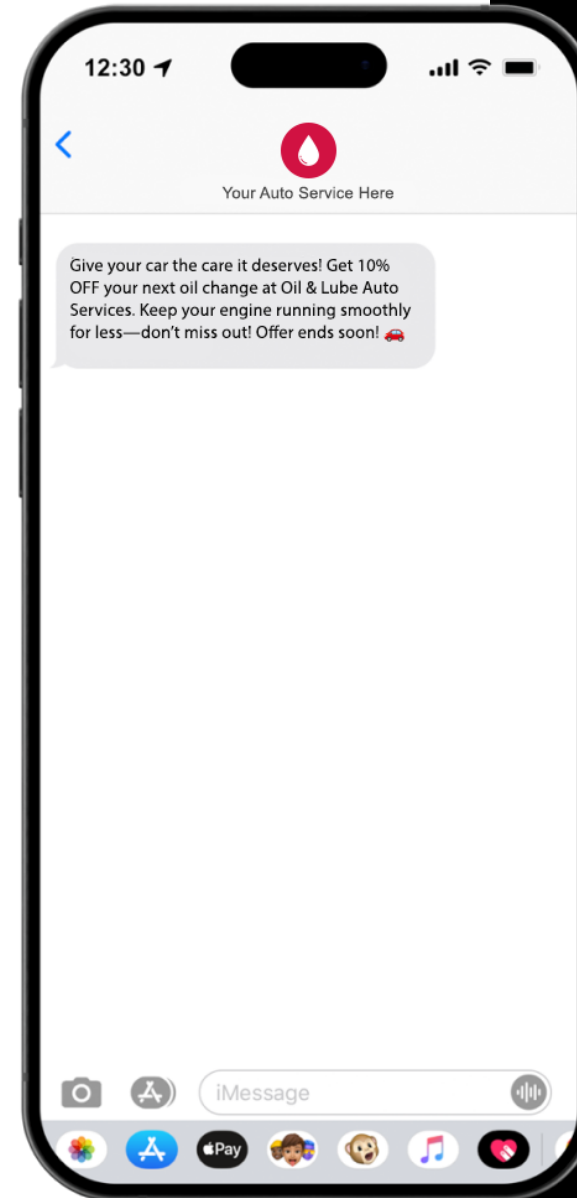 12:30
Your Auto Service Here
Give your car the care it deserves! Get 10%
OFF your next oil change at Oil & Lube Auto
Services. Keep your engine running smoothly
for less—don’t miss out! Offer ends soon! 🚗
iMessage
Pay